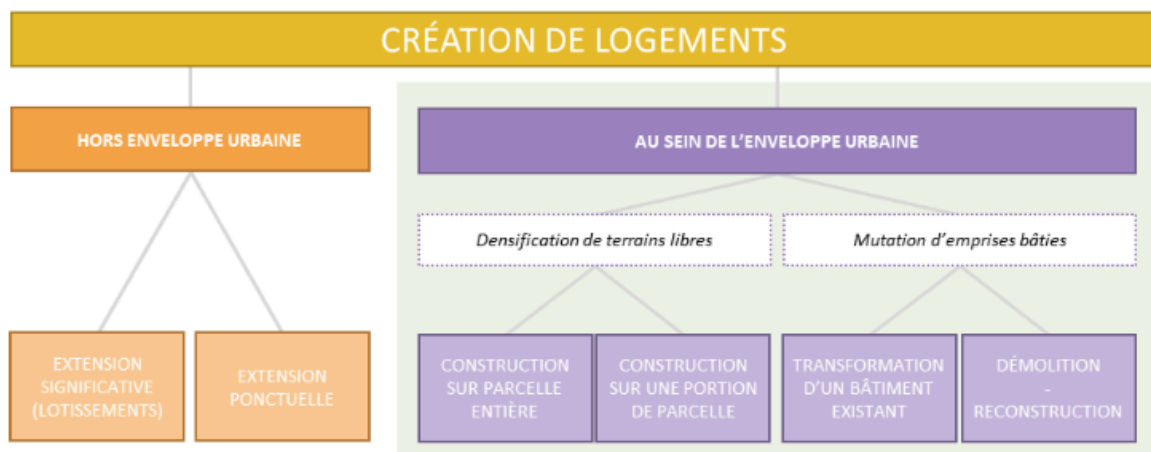 CRÉATION DE LOGEMENTS
HORS ENVELOPPE URBAINE
AU SEIN DE L'ENVELOPPE URBAINE
Densification de terrains libres
Mutation d'emprises bâties
EXTENSION
SIGNIFICATIVE
(LOTISSEMENTS)
EXTENSION
PONCTUELLE
CONSTRUCTION
SUR PARCELLE
ENTIÈRE
CONSTRUCTION
SUR UNE PORTION
DE PARCELLE
TRANSFORMATION
D'UN BÂTIMENT
EXISTANT
DÉMOLITION
-
RECONSTRUCTION